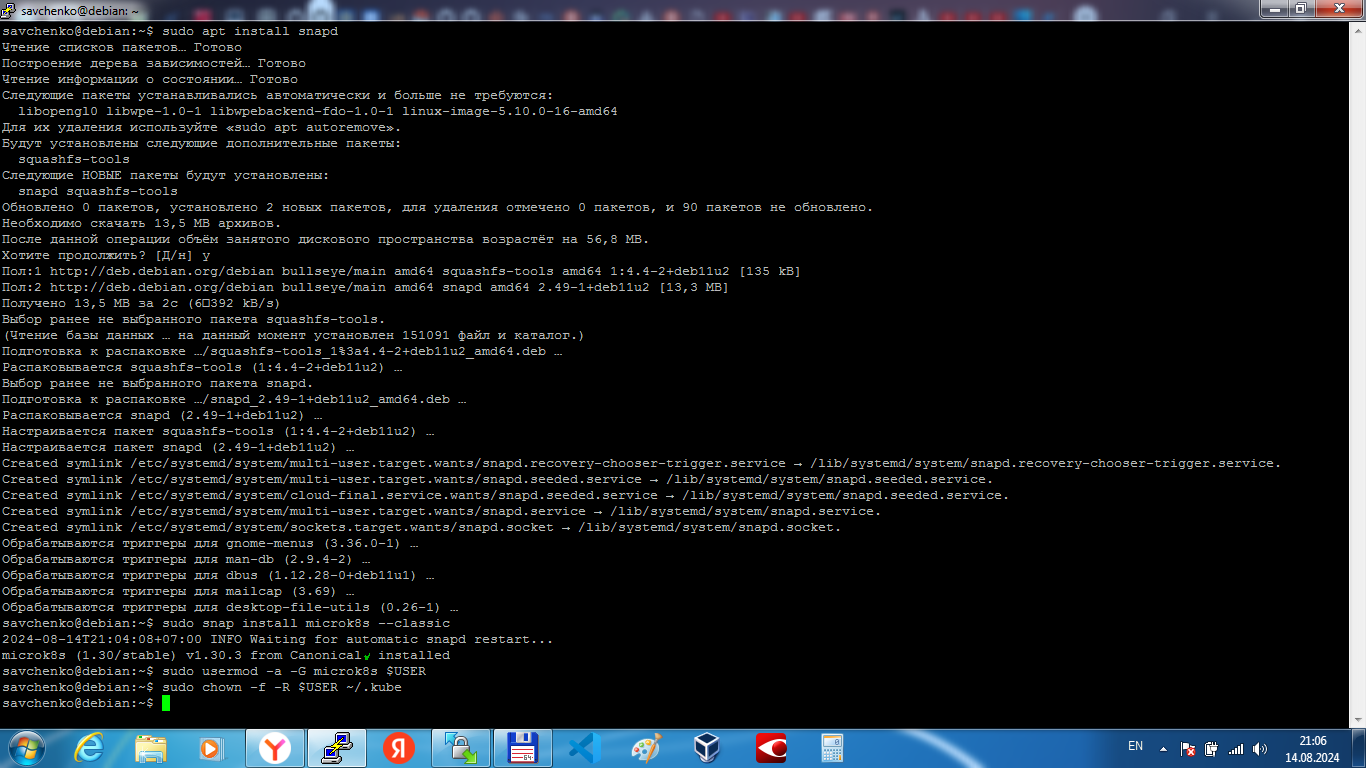 savchenko@debian: ~
savchenko@debian:~$ sudo apt install snapd
Чтение списков пакетов… Готово
Построение дерева зависимостей… Готово
Чтение информации о состоянии… Готово
Следующие пакеты устанавливались автоматически и больше не требуются:
  libopengl0 libwpe-1.0-1 libwpebackend-fdo-1.0-1 linux-image-5.10.0-16-amd64
Для их удаления используйте «sudo apt autoremove».
Будут установлены следующие дополнительные пакеты:
  squashfs-tools
Следующие НОВЫЕ пакеты будут установлены:
  snapd squashfs-tools
Обновлено 0 пакетов, установлено 2 новых пакетов, для удаления отмечено 0 пакетов, и 90 пакетов не обновлено.
Необходимо скачать 13,5 MB архивов.
После данной операции объём занятого дискового пространства возрастёт на 56,8 MB.
Хотите продолжить? [Д/н] y
Пол:1 http://deb.debian.org/debian bullseye/main amd64 squashfs-tools amd64 1:4.4-2+deb11u2 [135 kB]
Пол:2 http://deb.debian.org/debian bullseye/main amd64 snapd amd64 2.49-1+deb11u2 [13,3 MB]
Получено 13,5 MB за 2с (6□392 kB/s)
Выбор ранее не выбранного пакета squashfs-tools.
(Чтение базы данных … на данный момент установлен 151091 файл и каталог.)
Подготовка к распаковке …/squashfs-tools_1%3a4.4-2+deb11u2_amd64.deb …
Распаковывается squashfs-tools (1:4.4-2+deb11u2) …
Выбор ранее не выбранного пакета snapd.
Подготовка к распаковке …/snapd_2.49-1+deb11u2_amd64.deb …
Распаковывается snapd (2.49-1+deb11u2) …
Настраивается пакет squashfs-tools (1:4.4-2+deb11u2) …
Настраивается пакет snapd (2.49-1+deb11u2) …
Created symlink /etc/systemd/system/multi-user.target.wants/snapd.recovery-chooser-trigger.service → /lib/systemd/system/snapd.recovery-chooser-trigger.service.
Created symlink /etc/systemd/system/multi-user.target.wants/snapd.seeded.service → /lib/systemd/system/snapd.seeded.service.
Created symlink /etc/systemd/system/cloud-final.service.wants/snapd.seeded.service → /lib/systemd/system/snapd.seeded.service.
Created symlink /etc/systemd/system/multi-user.target.wants/snapd.service → /lib/systemd/system/snapd.service.
Created symlink /etc/systemd/system/sockets.target.wants/snapd.socket → /lib/systemd/system/snapd.socket.
Обрабатываются триггеры для gnome-menus (3.36.0-1) …
Обрабатываются триггеры для man-db (2.9.4-2) …
Обрабатываются триггеры для dbus (1.12.28-0+deb11u1) …
Обрабатываются триггеры для mailcap (3.69) …
Обрабатываются триггеры для desktop-file-utils (0.26-1) …
savchenko@debian:~$ sudo snap install microk8s --classic
2024-08-14T21:04:08+07:00 INFO Waiting for automatic snapd restart...
microk8s (1.30/stable) v1.30.3 from Canonical✓ installed
savchenko@debian:~$ sudo usermod -a -G microk8s $USER
savchenko@debian:~$ sudo chown -f -R $USER ~/.kube
savchenko@debian:~$
EN
21:06
14.08.2024